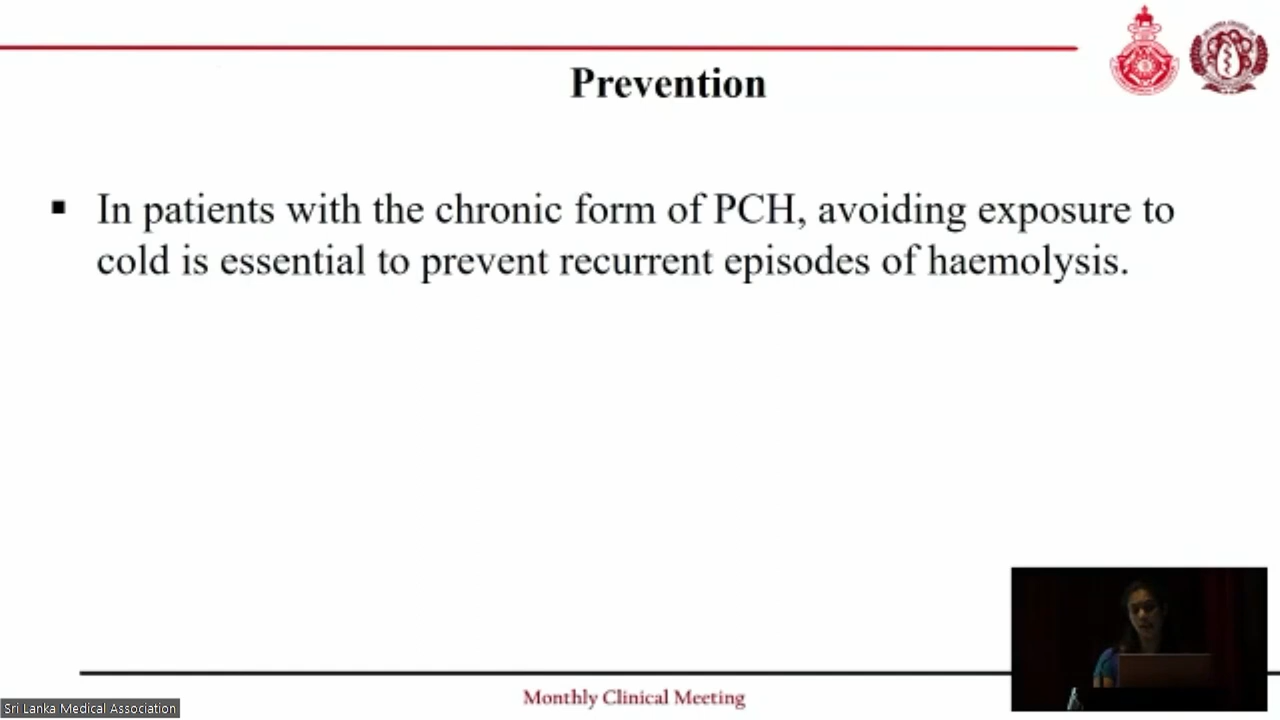 Prevention
▪ In patients with the chronic form of PCH, avoiding exposure to
cold is essential to prevent recurrent episodes of haemolysis.
Monthly Clinical Meeting
Sri Lanka Medical Association